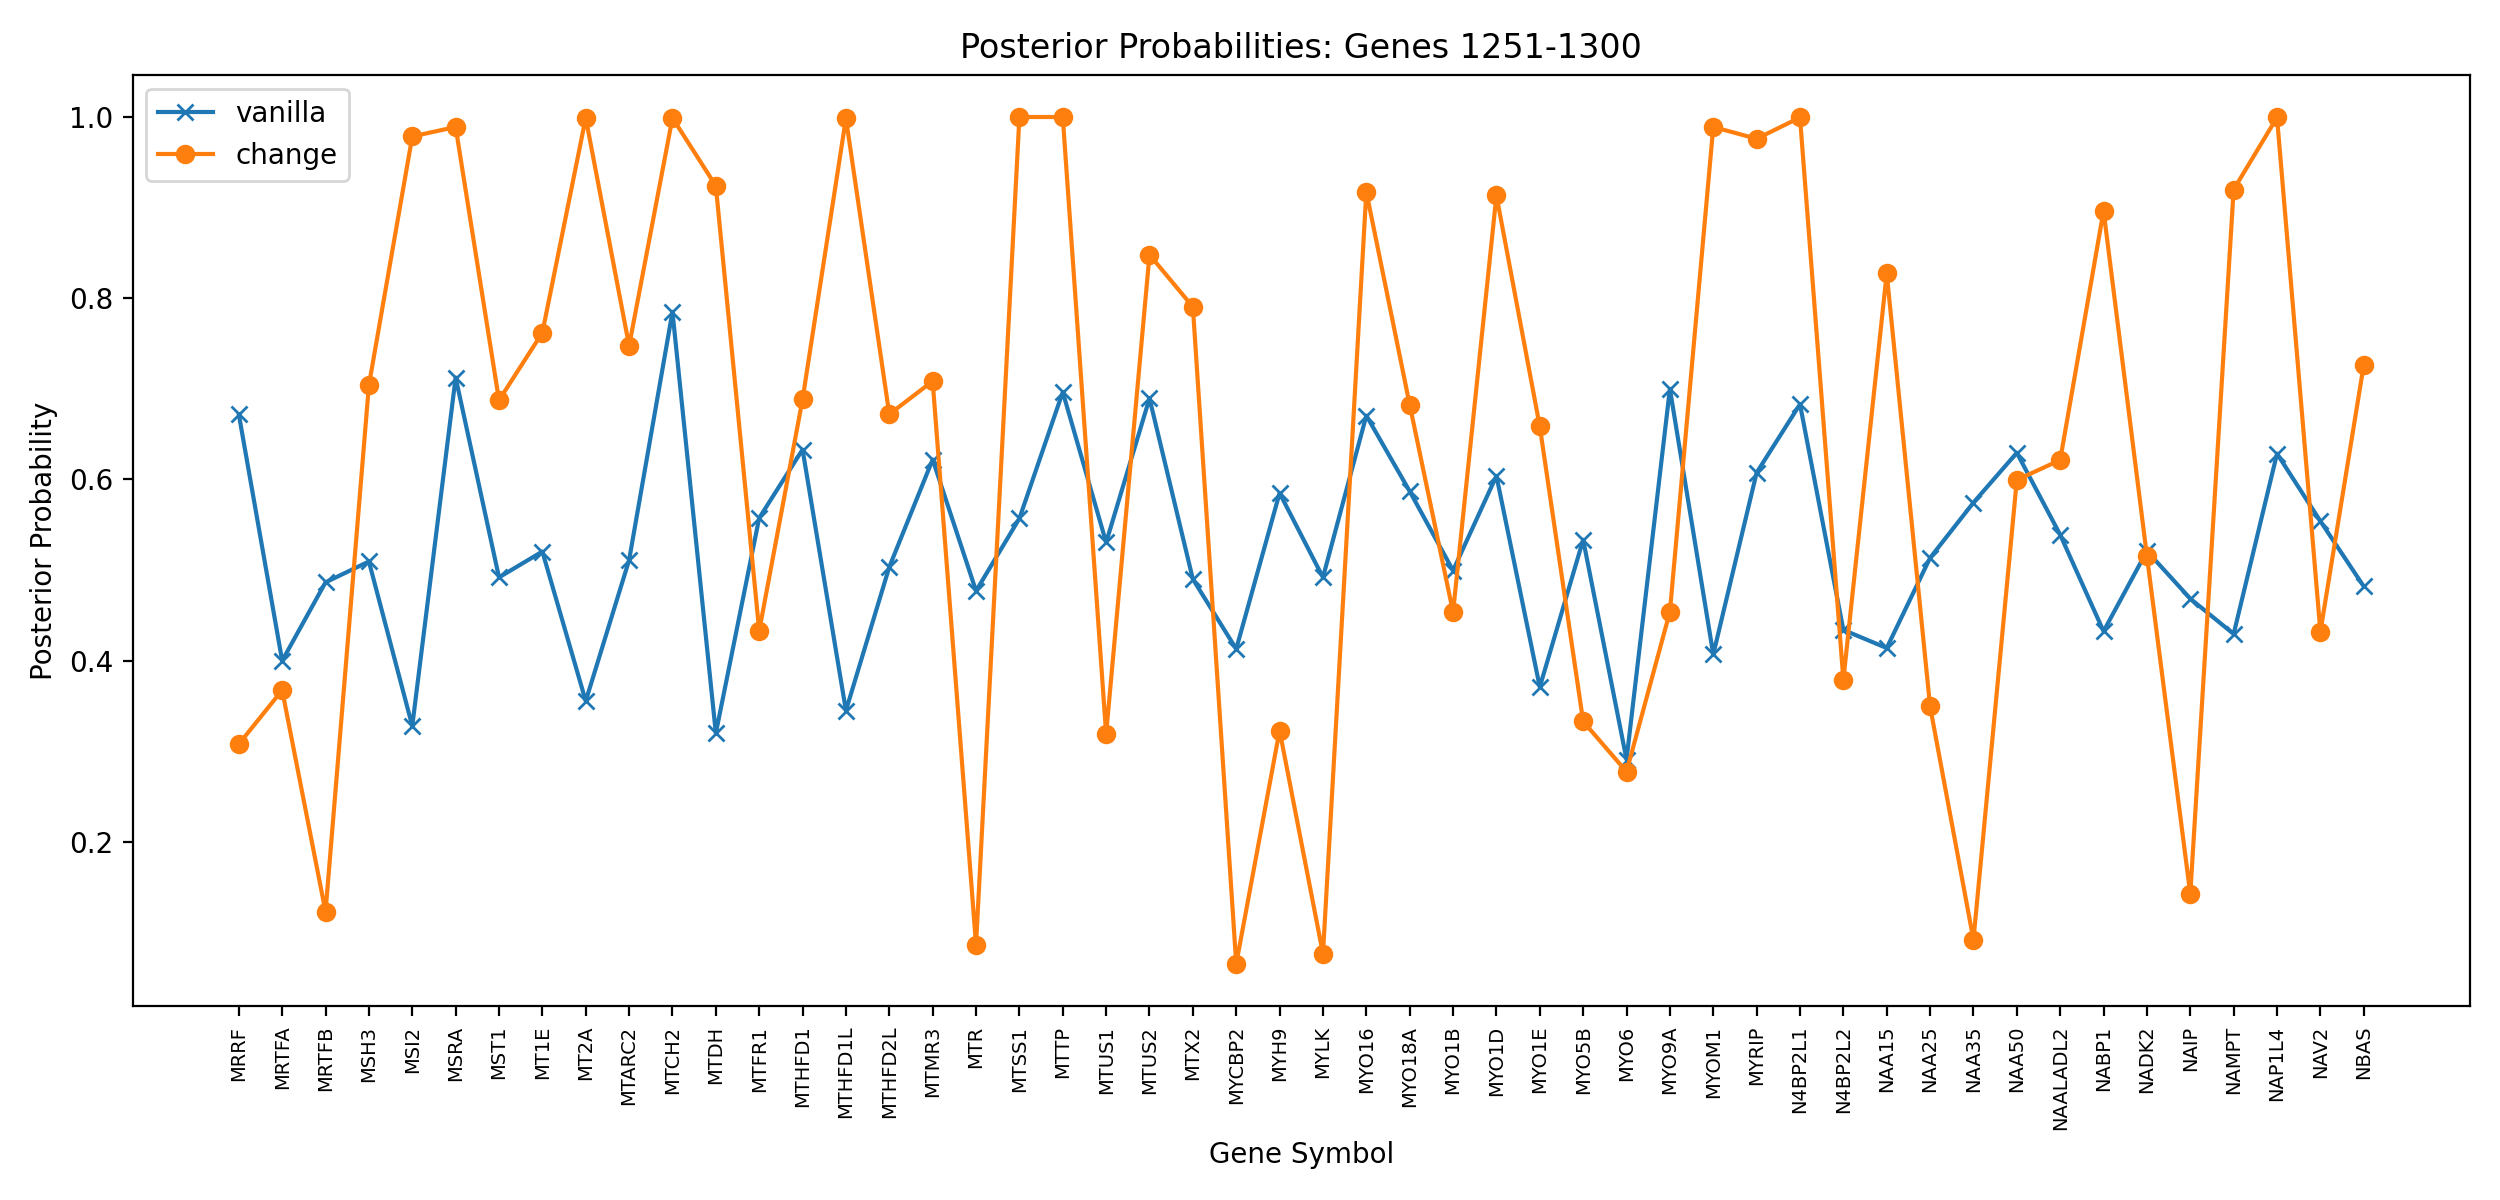 Posterior Probabilities: Genes 1251-1300
vanilla
change
Posterior Probability
1.0
0.8
0.6
0.4
0.2
MRRF
MRTFA
MRTFB
MSH3
MSI2
MSRA
MST1
MT1E
MT2A
MTARC2
MTCH2
MTDH
MTFR1
MTHFD1
MTHFD1L
MTHFD2L
MTMR3
MTR
MTSS1
MTTP
MTUS1
MTUS2
MTX2
MYCBP2
MYH9
MYLK
MYO16
MYO18A
MYO1B
MYO1D
MYO1E
MYO5B
MYO6
MYO9A
MYOM1
MYRIP
N4BP2L1
N4BP2L2
NAA15
NAA25
NAA35
NAA50
NAALADL2
NABP1
NADK2
NAIP
NAMPT
NAP1L4
NAV2
NBAS
Gene Symbol